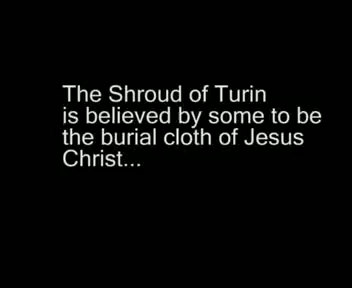 The Shroud of Turin
is believed by some to be
the burial cloth of Jesus
Christ...